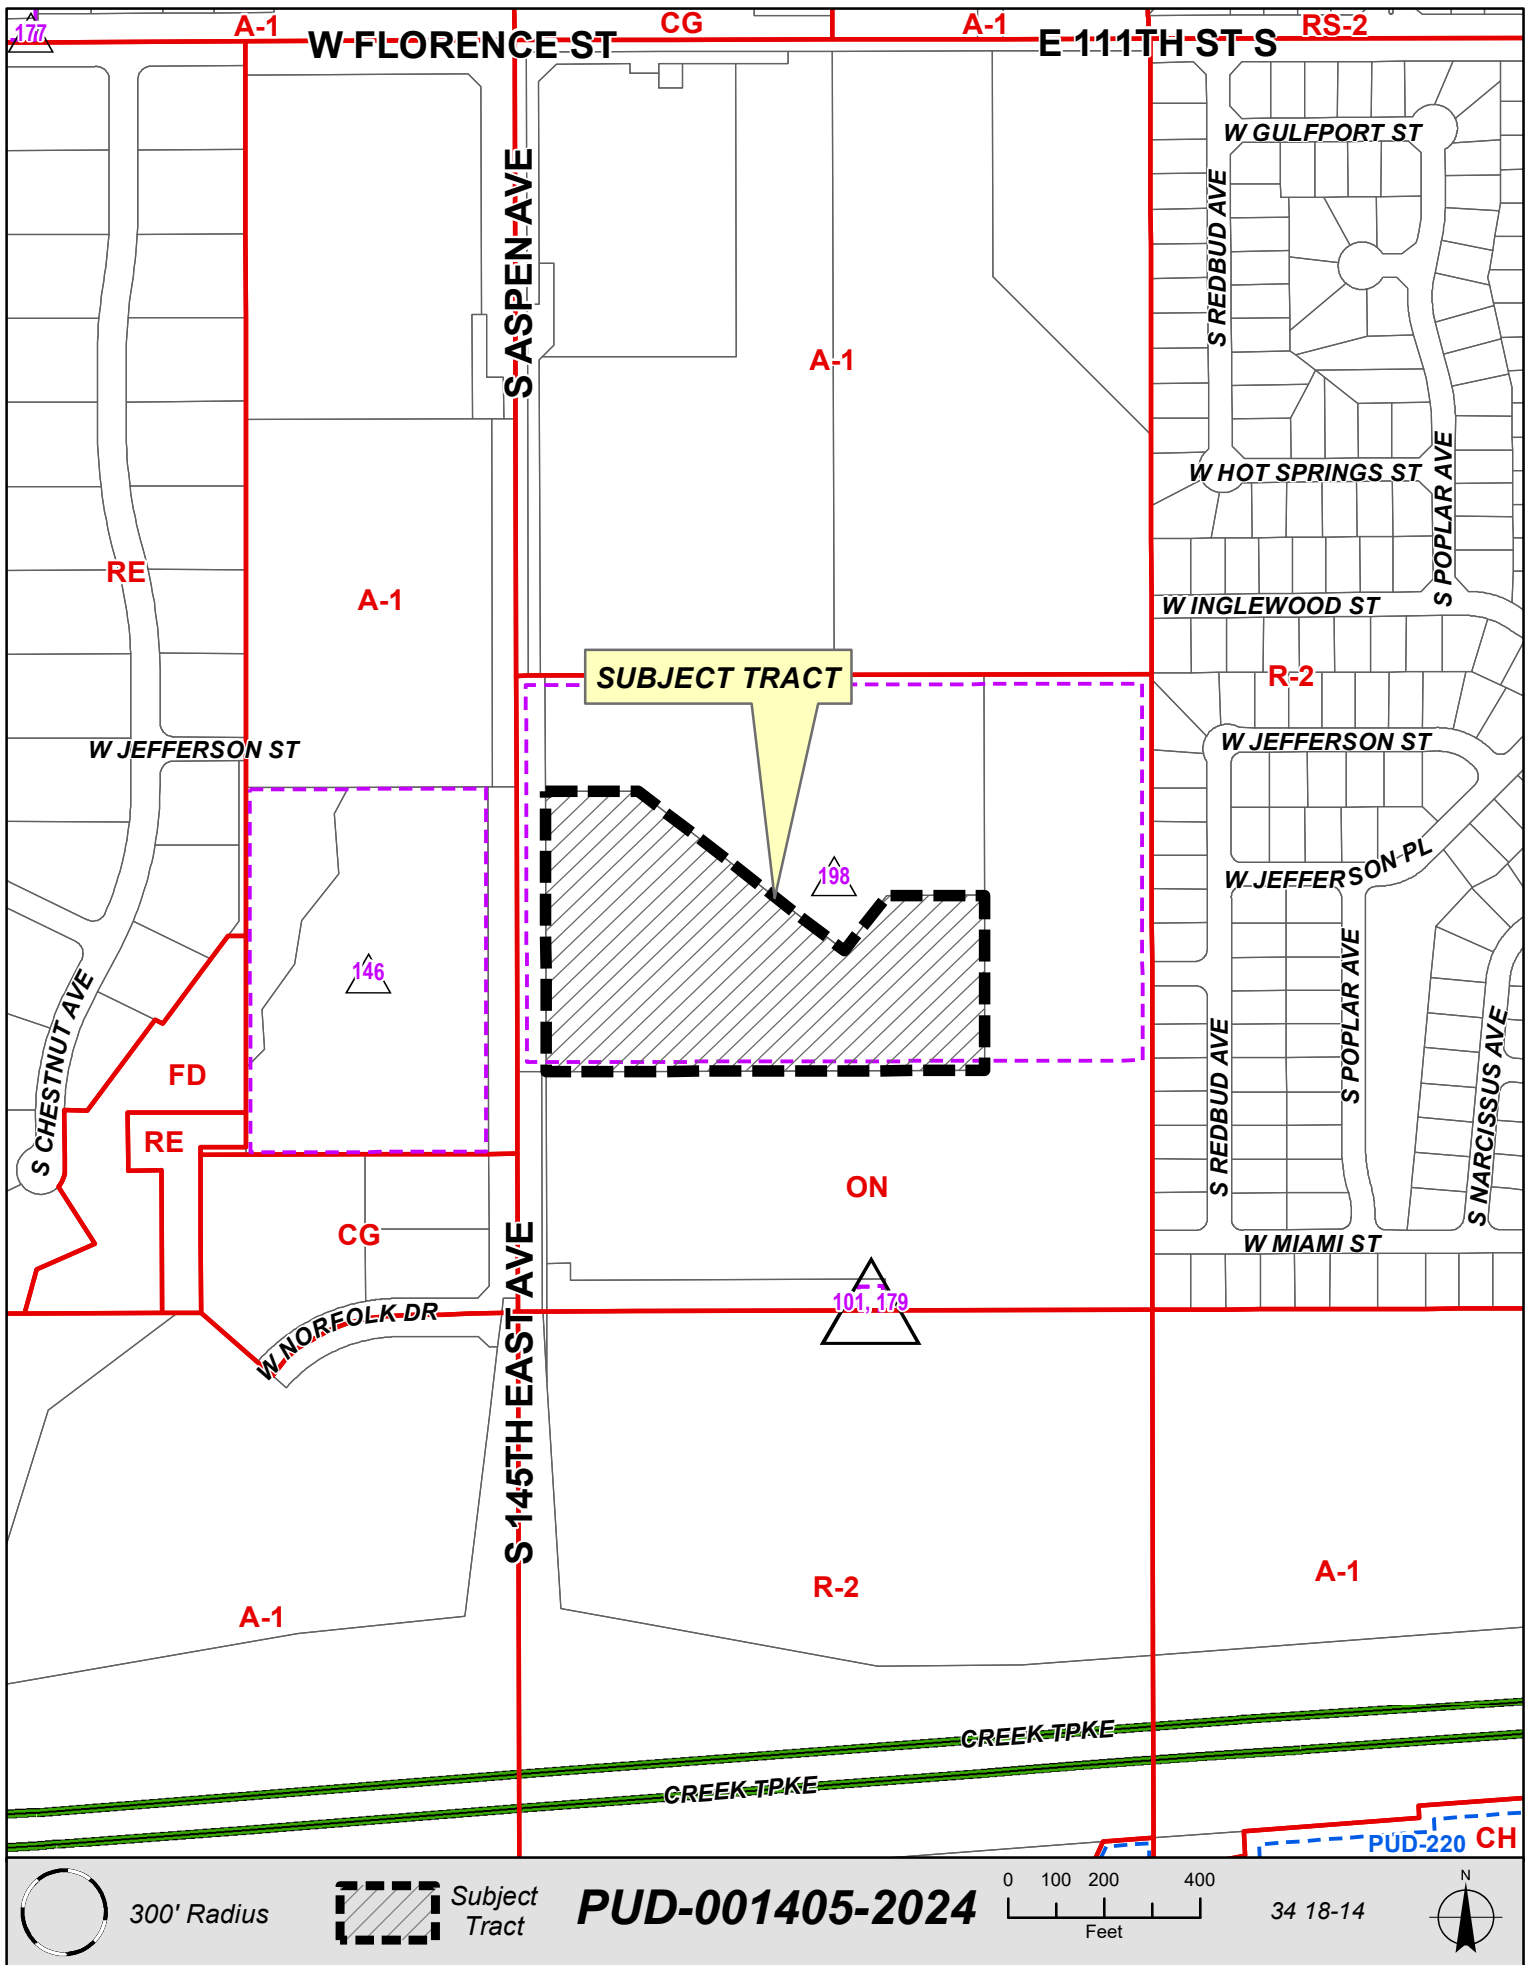 177
A-1
CG
A-1
RS-2
W FLORENCE ST
E 111TH ST S
W GULFPORT ST
S ASPEN AVE
S REDBUD AVE
A-1
W HOT SPRINGS ST
S POPLAR AVE
RE
A-1
W INGLEWOOD ST
SUBJECT TRACT
R-2
W JEFFERSON ST
W JEFFERSON ST
198
W JEFFERSON PL
146
S CHESTNUT AVE
S POPLAR AVE
FD
S REDBUD AVE
S NARCISSUS AVE
RE
ON
CG
W MIAMI ST
101, 179
W NORFOLK DR
S 145TH EAST AVE
A-1
R-2
A-1
CREEK TPKE
CREEK TPKE
PUD-220
CH
300' Radius
Subject
Tract
PUD-001405-2024
0 100 200 400
Feet
34 18-14
N